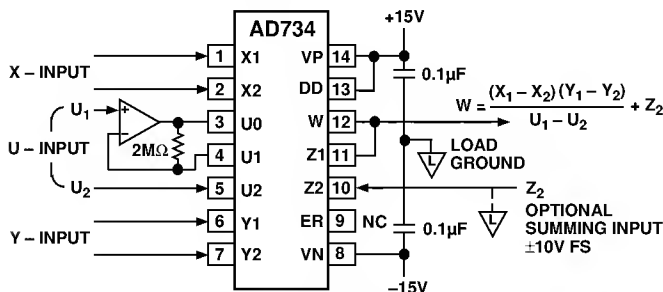 AD734
+15V
X – INPUT
1 X1
2 X2
U – INPUT
U1
+
–
2MΩ
U2
3 U0
4 U1
5 U2
Y – INPUT
6 Y1
7 Y2
VP 14
DD 13
W 12
Z1 11
Z2 10
ER 9 NC
VN 8
0.1µF
L LOAD
GROUND
0.1µF
–15V
W = (X1 – X2) (Y1 – Y2) / U1 – U2 + Z2
Z2
L OPTIONAL
SUMMING INPUT
±10V FS